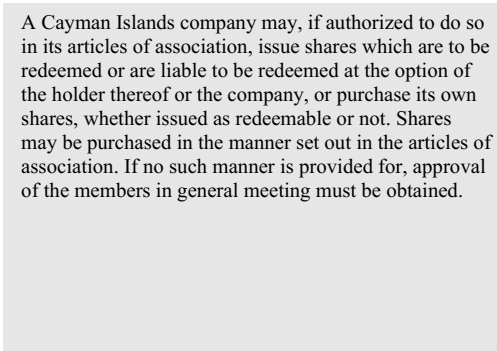 A Cayman Islands company may, if authorized to do so
in its articles of association, issue shares which are to be
redeemed or are liable to be redeemed at the option of
the holder thereof or the company, or purchase its own
shares, whether issued as redeemable or not. Shares
may be purchased in the manner set out in the articles of
association. If no such manner is provided for, approval
of the members in general meeting must be obtained.